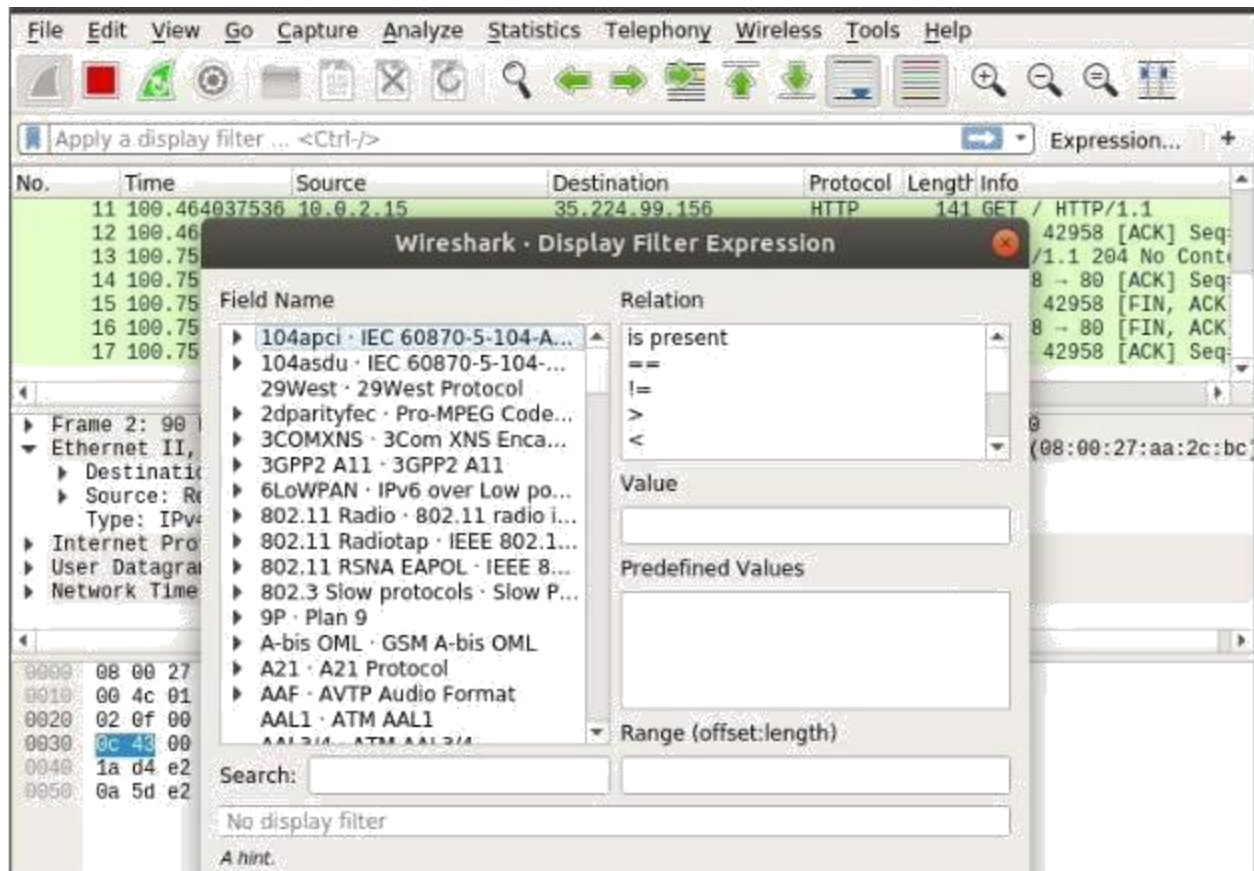 File Edit View Go Capture Analyze Statistics Telephony Wireless Tools Help
Apply a display filter ... <Ctrl-/> Expression... +
No. Time Source Destination Protocol Length Info
11 100.464037536 10.0.2.15 35.224.99.156 HTTP 141 GET / HTTP/1.1
12 100.46 42958 [ACK] Seq=
13 100.75 /1.1 204 No Conte
14 100.75 8 → 80 [ACK] Seq=
15 100.75 42958 [FIN, ACK
16 100.75 8 → 80 [FIN, ACK
17 100.75 42958 [ACK] Seq=
Wireshark · Display Filter Expression
Field Name
104apci · IEC 60870-5-104-A...
104asdu · IEC 60870-5-104-...
29West · 29West Protocol
2dparityfec · Pro-MPEG Code...
3COMXNS · 3Com XNS Enca...
3GPP2 A11 · 3GPP2 A11
6LoWPAN · IPv6 over Low po...
802.11 Radio · 802.11 radio i...
802.11 Radiotap · IEEE 802.1...
802.11 RSNA EAPOL · IEEE 8...
802.3 Slow protocols · Slow P...
9P · Plan 9
A-bis OML · GSM A-bis OML
A21 · A21 Protocol
AAF · AVTP Audio Format
AAL1 · ATM AAL1
AAL3/4 · ATM AAL3/4
Search:
No display filter
A hint.
Relation
is present
==
!=
>
<
Value
Predefined Values
Range (offset:length)
Frame 2: 90
Ethernet II, (08:00:27:aa:2c:bc)
Destinatio
Source: Re
Type: IPv4
Internet Pro
User Datagra
Network Time
0000 08 00 27
0010 00 4c 01
0020 02 0f 00
0030 0c 43 00
0040 1a d4 e2
0050 0a 5d e2